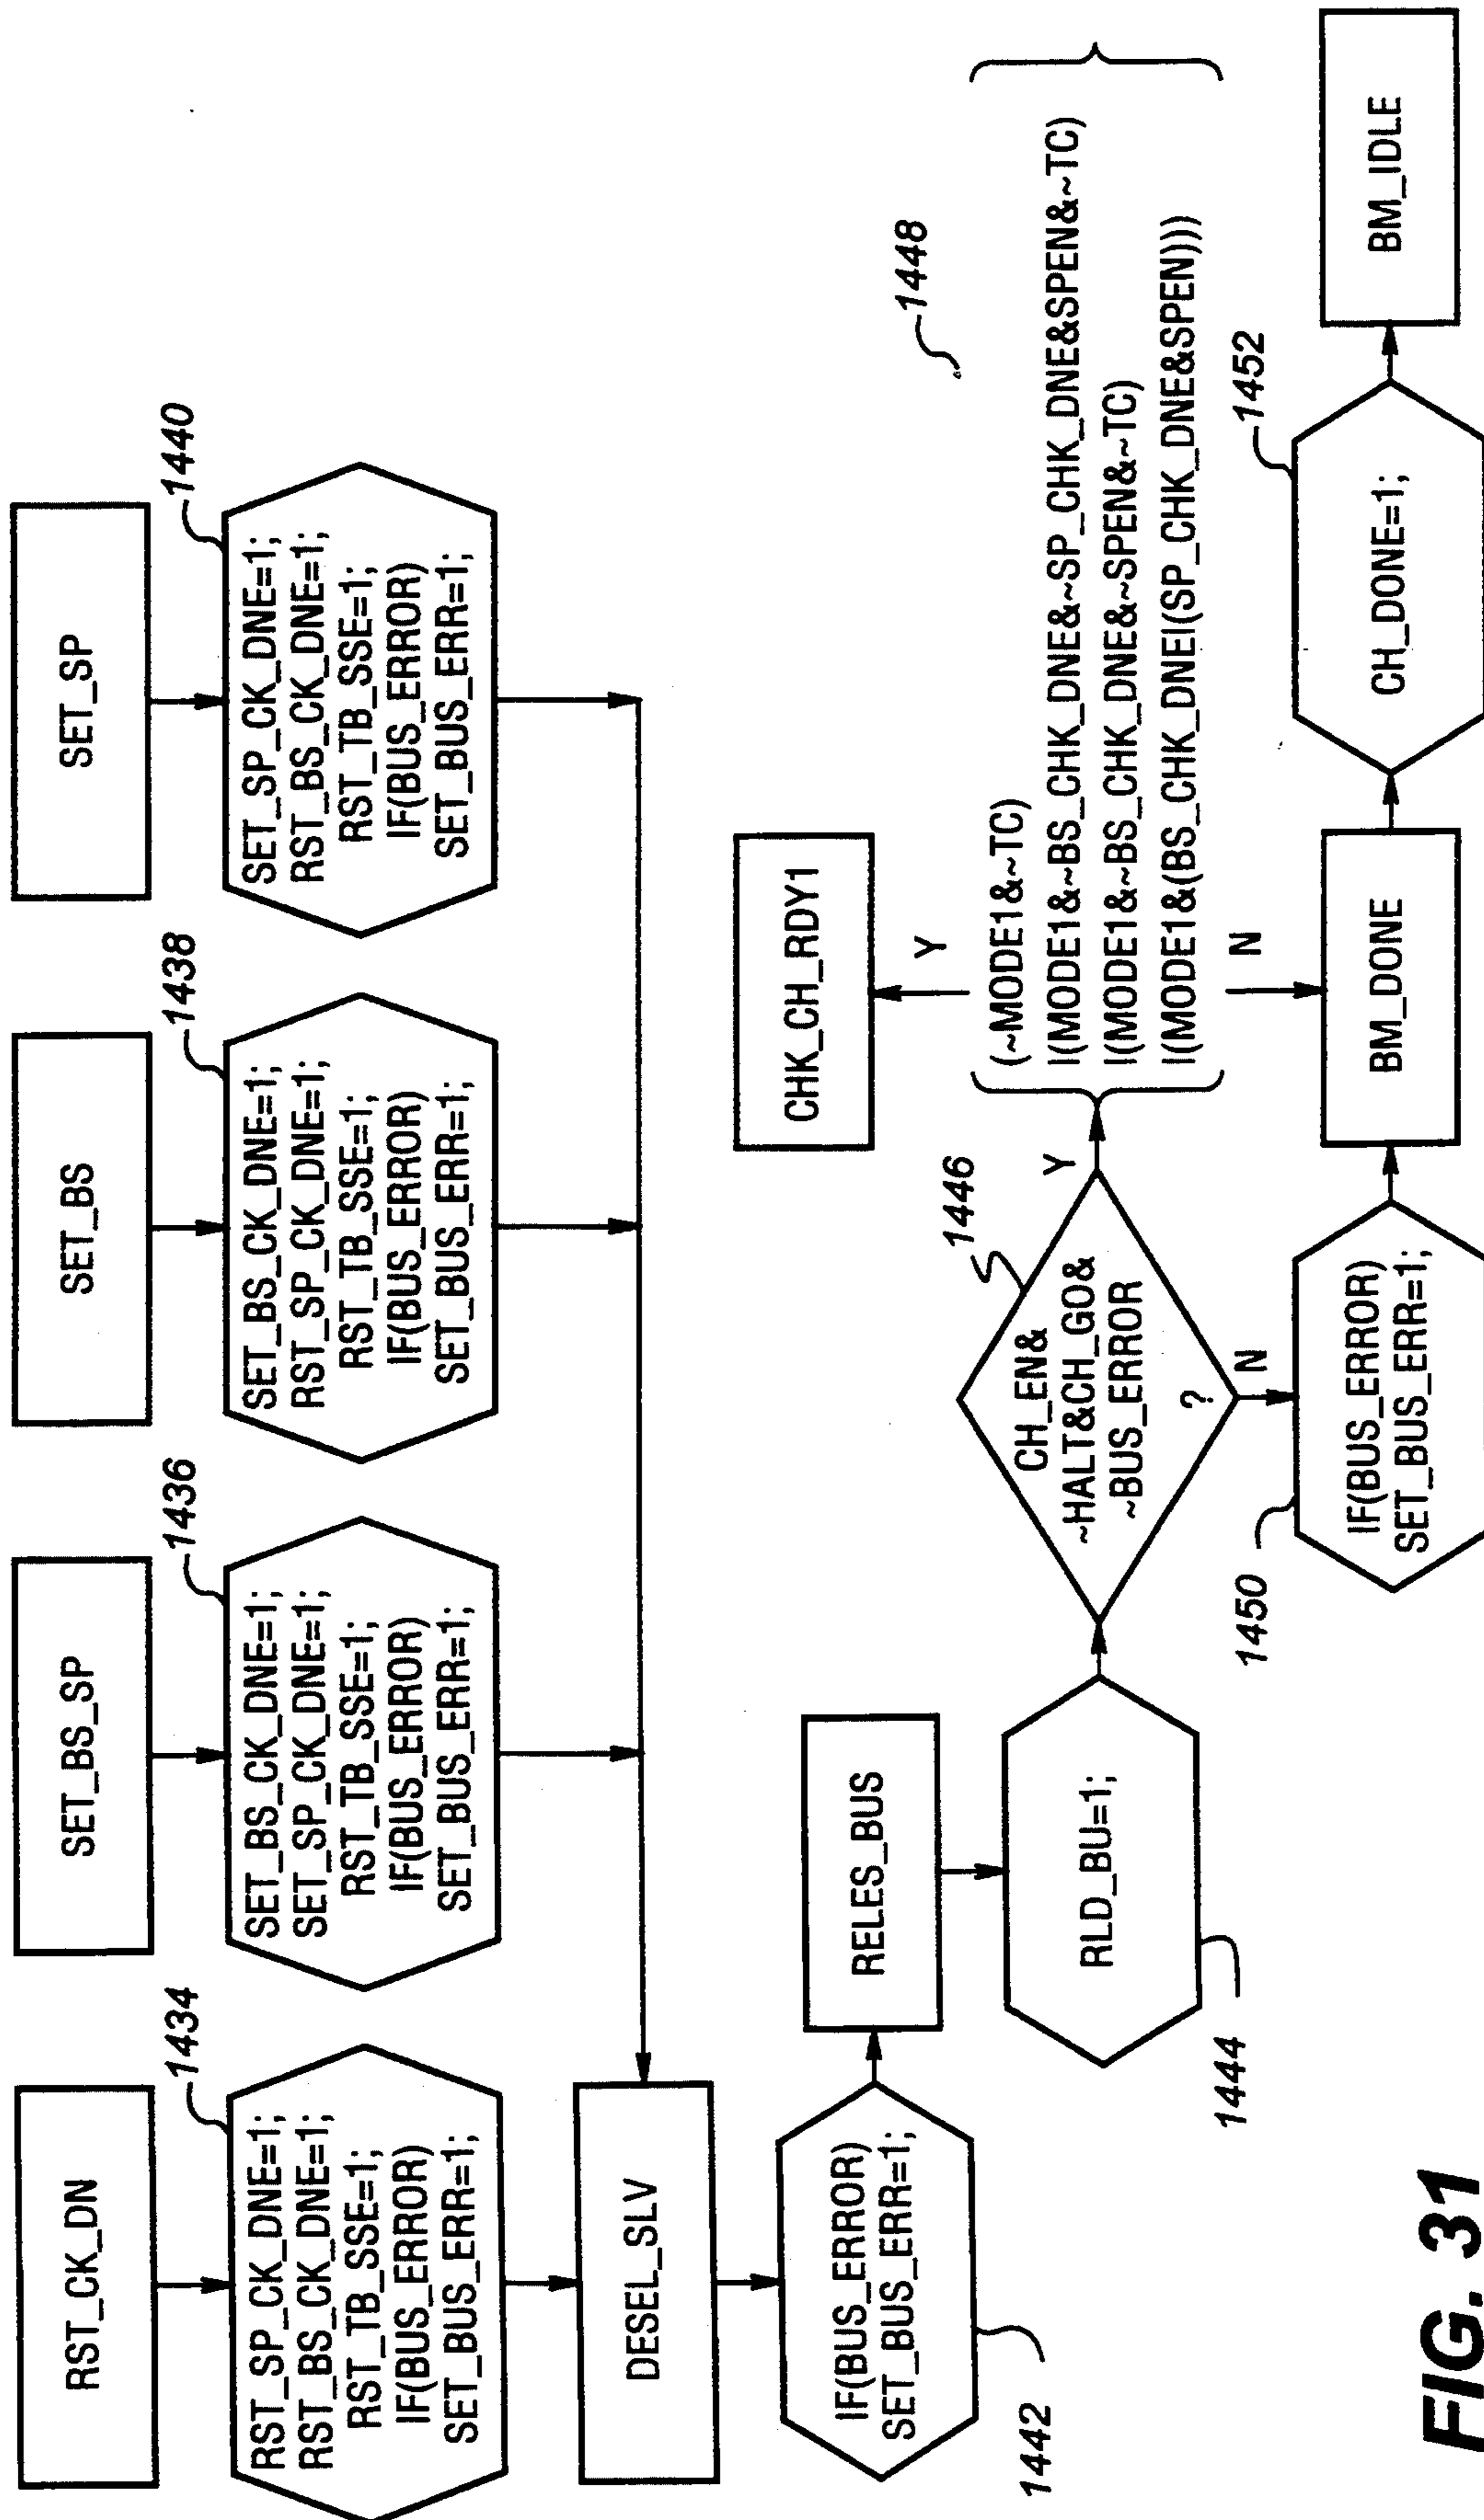 RST_CK_DN
1434
RST_SP_CK_DNE=1;
RST_BS_CK_DNE=1;
RST_TB_SSE=1;
IF(BUS_ERROR)
SET_BUS_ERR=1;
SET_BS_SP
1436
SET_BS_CK_DNE=1;
SET_SP_CK_DNE=1;
RST_TB_SSE=1;
IF(BUS_ERROR)
SET_BUS_ERR=1;
SET_BS
1438
SET_BS_CK_DNE=1;
RST_SP_CK_DNE=1;
RST_TB_SSE=1;
IF(BUS_ERROR)
SET_BUS_ERR=1;
SET_SP
1440
SET_SP_CK_DNE=1;
RST_BS_CK_DNE=1;
RST_TB_SSE=1;
IF(BUS_ERROR)
SET_BUS_ERR=1;
DESEL_SLV
IF(BUS_ERROR)
SET_BUS_ERR=1;
1442
RELES_BUS
RLD_BU=1;
1444
1446
CH_EN&
~HALT&CH_GO&
~BUS_ERROR
?
Y
N
CHK_CH_RDY1
Y
1448
(~MODE1&~TC)
|(MODE1&~BS_CHK_DNE&~SP_CHK_DNE&SPEN&~TC)
|(MODE1&~BS_CHK_DNE&~SPEN&~TC)
|(MODE1&(BS_CHK_DNE|(SP_CHK_DNE&SPEN)))
N
1450
IF(BUS_ERROR)
SET_BUS_ERR=1;
BM_DONE
1452
CH_DONE=1;
BM_IDLE
FIG. 31